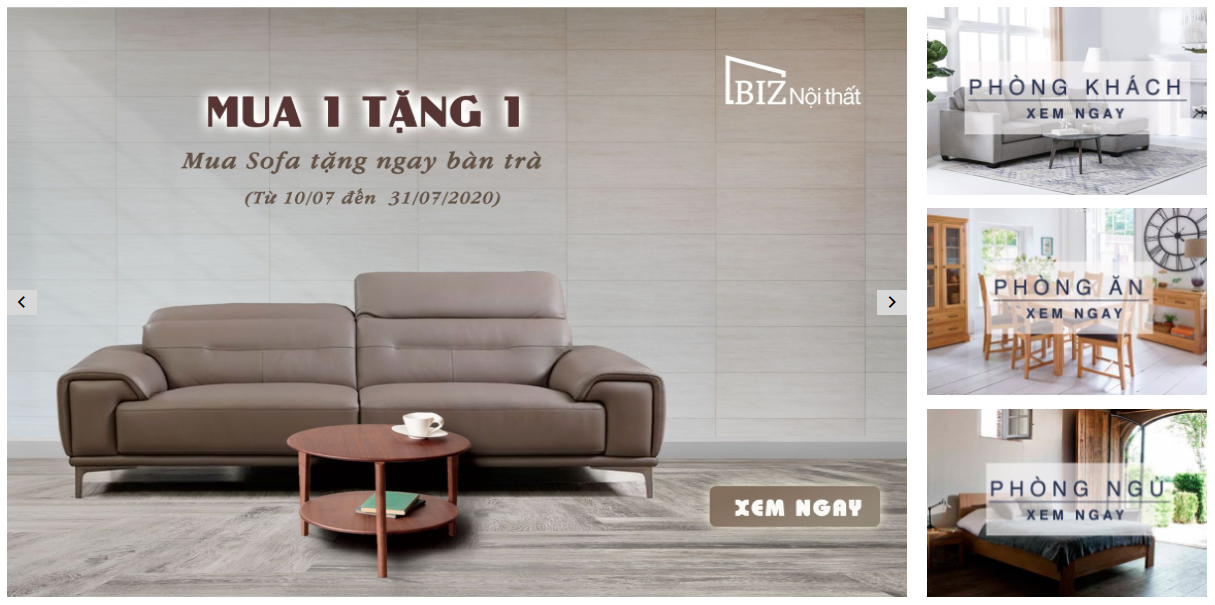 MUA 1 TẶNG 1
Mua Sofa tặng ngay bàn trà
(Từ 10/07 đến 31/07/2020)
BIZ Nội thất
XEM NGAY
PHÒNG KHÁCH
XEM NGAY
PHÒNG ĂN
XEM NGAY
PHÒNG NGỦ
XEM NGAY